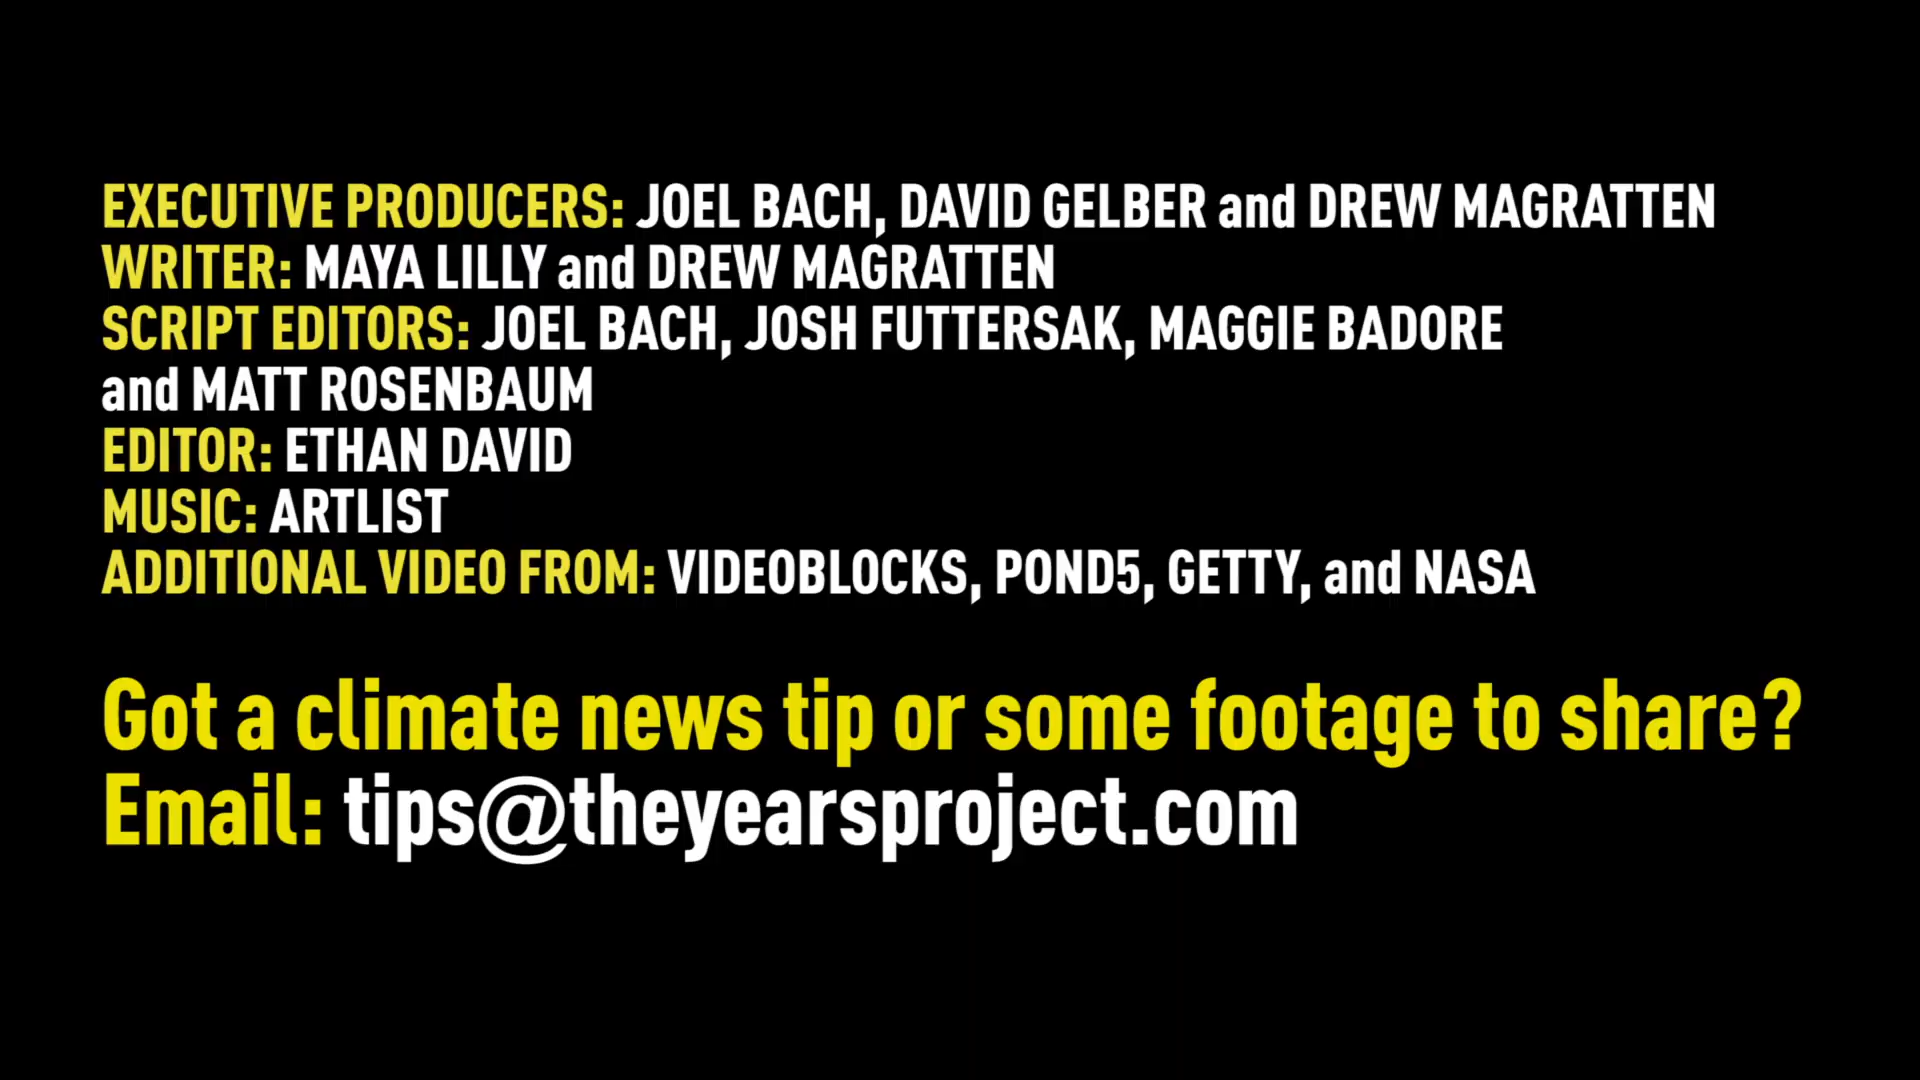 EXECUTIVE PRODUCERS: JOEL BACH, DAVID GELBER and DREW MAGRATTEN
WRITER: MAYA LILLY and DREW MAGRATTEN
SCRIPT EDITORS: JOEL BACH, JOSH FUTTERSAK, MAGGIE BADORE
and MATT ROSENBAUM
EDITOR: ETHAN DAVID
MUSIC: ARTLIST
ADDITIONAL VIDEO FROM: VIDEOBLOCKS, POND5, GETTY, and NASA
Got a climate news tip or some footage to share?
Email: tips@theyearsproject.com